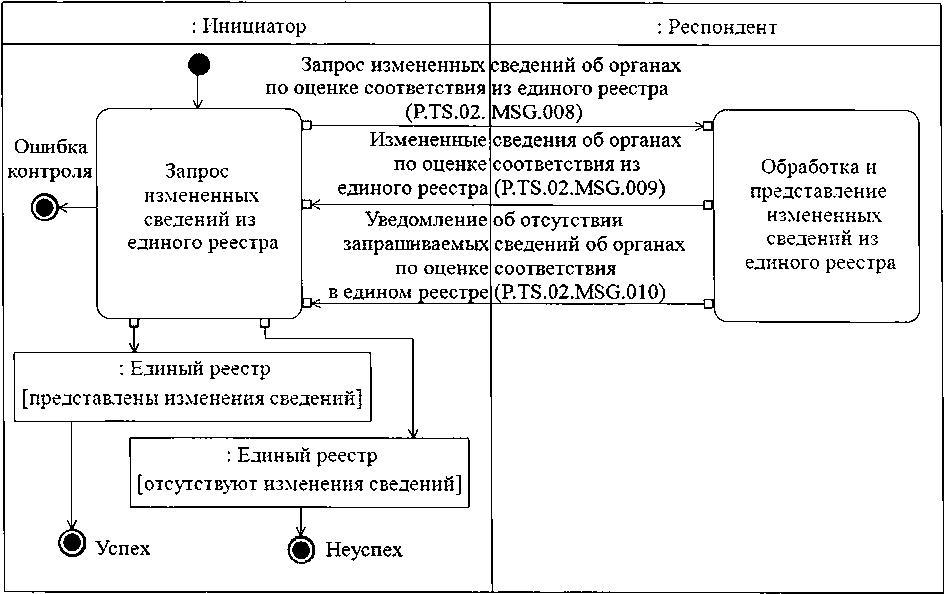 : Инициатор
: Респондент
Запрос измененных сведений об органах
по оценке соответствия из единого реестра
(P.TS.02. MSG.008)
Измененные сведения об органах
по оценке соответствия из
единого реестра (P.TS.02.MSG.009)
Уведомление об отсутствии
запрашиваемых сведений об органах
по оценке соответствия
в едином реестре (P.TS.02.MSG.010)
Ошибка
контроля
Запрос
измененных
сведений из
единого реестра
Обработка и
представление
измененных
сведений из
единого реестра
: Единый реестр
[представлены изменения сведений]
: Единый реестр
[отсутствуют изменения сведений]
Успех
Неуспех